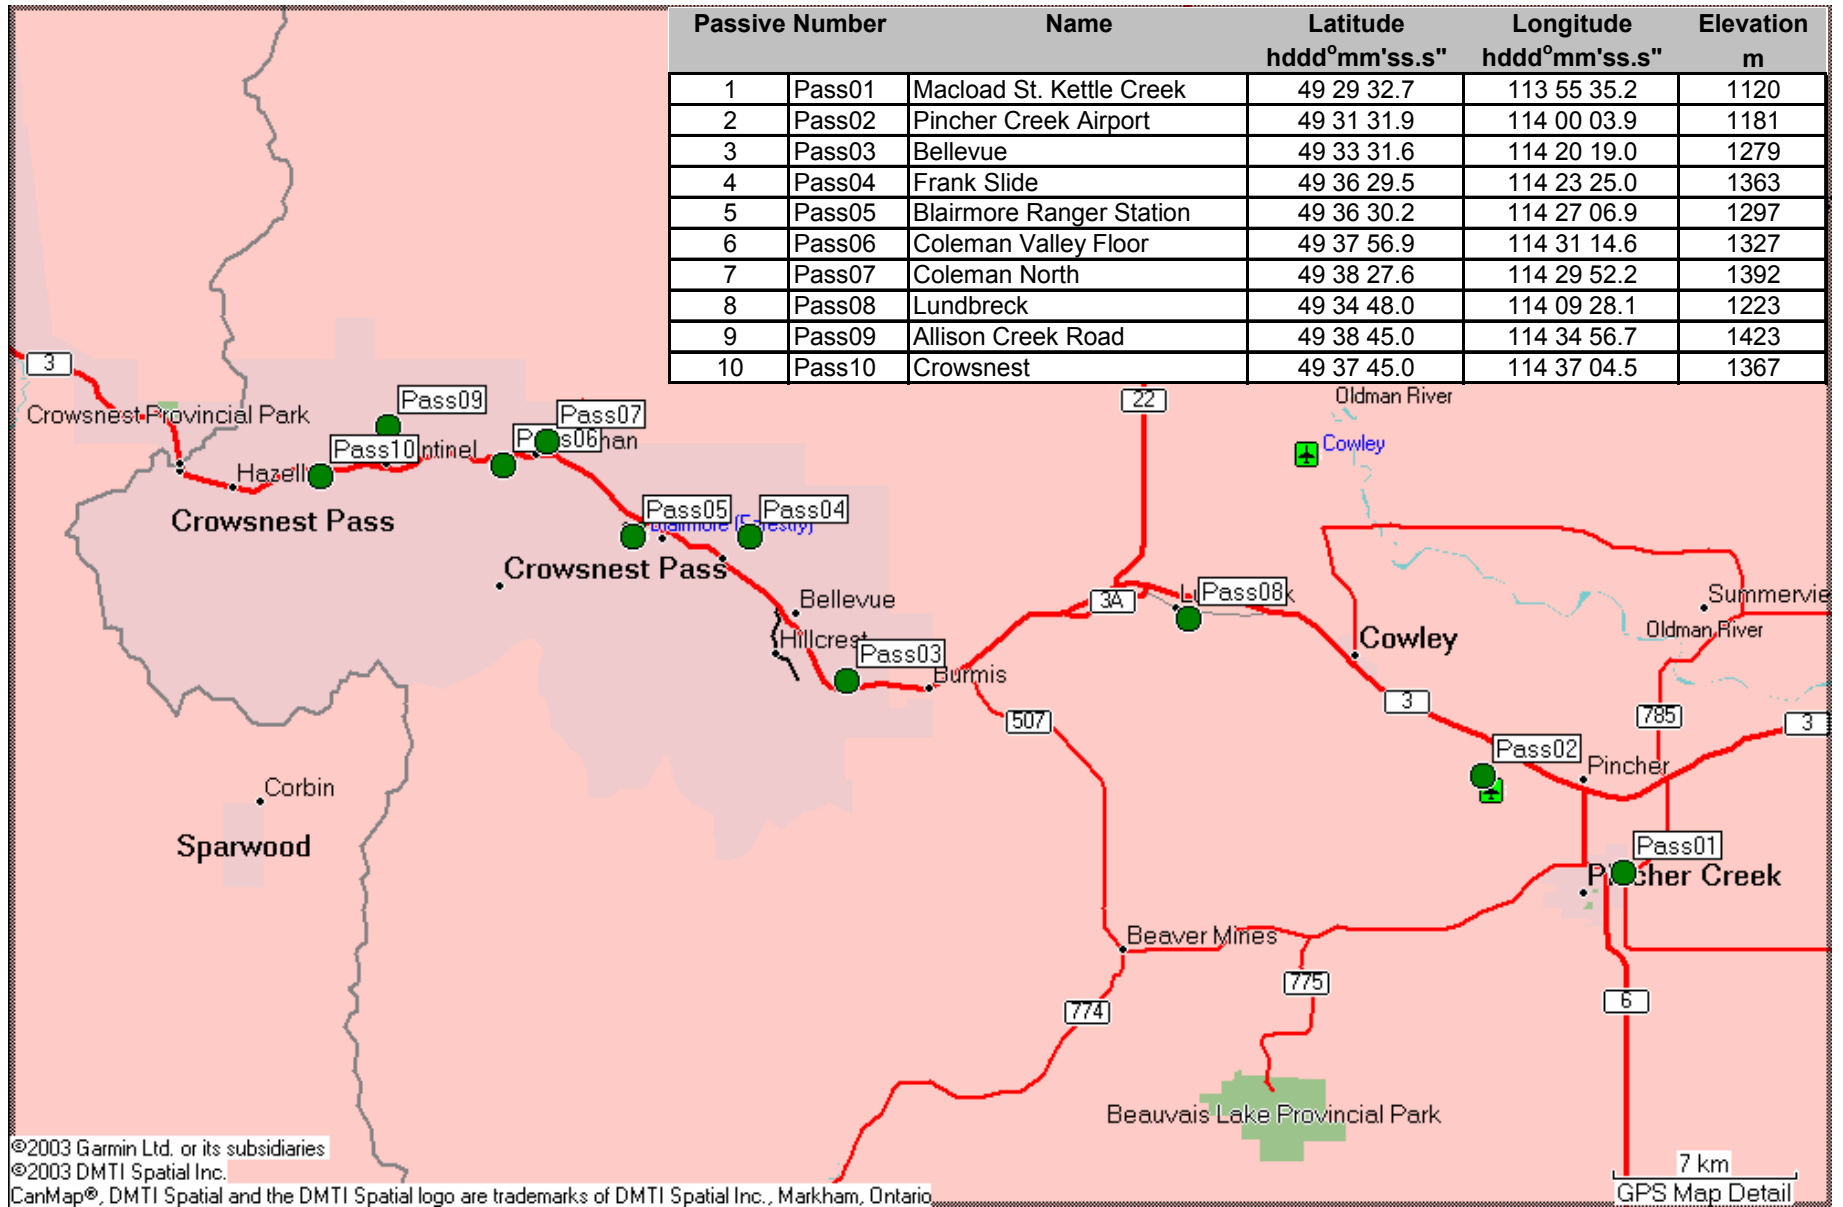 Passive Number Name Latitude Longitude Elevation
hddd°mm'ss.s" hddd°mm'ss.s" m
1 Pass01 Macload St. Kettle Creek 49 29 32.7 113 55 35.2 1120
2 Pass02 Pincher Creek Airport 49 31 31.9 114 00 03.9 1181
3 Pass03 Bellevue 49 33 31.6 114 20 19.0 1279
4 Pass04 Frank Slide 49 36 29.5 114 23 25.0 1363
5 Pass05 Blairmore Ranger Station 49 36 30.2 114 27 06.9 1297
6 Pass06 Coleman Valley Floor 49 37 56.9 114 31 14.6 1327
7 Pass07 Coleman North 49 38 27.6 114 29 52.2 1392
8 Pass08 Lundbreck 49 34 48.0 114 09 28.1 1223
9 Pass09 Allison Creek Road 49 38 45.0 114 34 56.7 1423
10 Pass10 Crowsnest 49 37 45.0 114 37 04.5 1367
3
22
Oldman River
Crowsnest Provincial Park
Pass09
Pass07
Pass10
Cowley
Hazell
Crowsnest Pass
Pass05
Pass04
Crowsnest Pass
Bellevue
3A
Pass08
Summervie
Hillcrest
Cowley
Oldman River
Pass03
Burmis
507
3
785
3
Pass02
Pincher
Corbin
Sparwood
Pass01
Pincher Creek
Beaver Mines
775
774
6
Beauvais Lake Provincial Park
©2003 Garmin Ltd. or its subsidiaries
©2003 DMTI Spatial Inc.
CanMap®, DMTI Spatial and the DMTI Spatial logo are trademarks of DMTI Spatial Inc., Markham, Ontario
7 km
GPS Map Detail